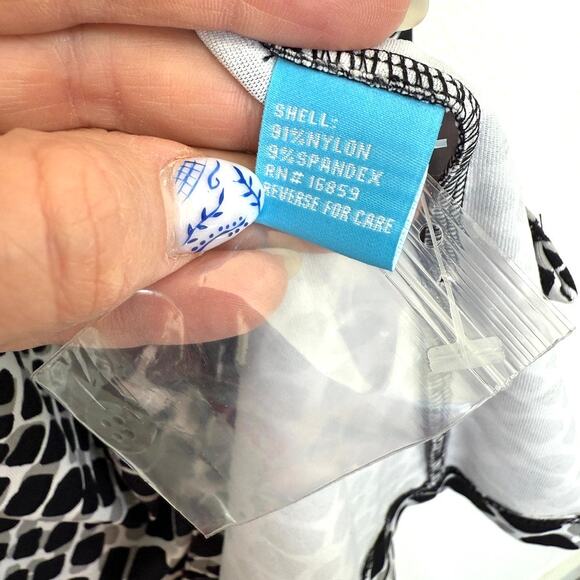 SHELL:
91%NYLON
9%SPANDEX
RN# 16859
REVERSE FOR CARE